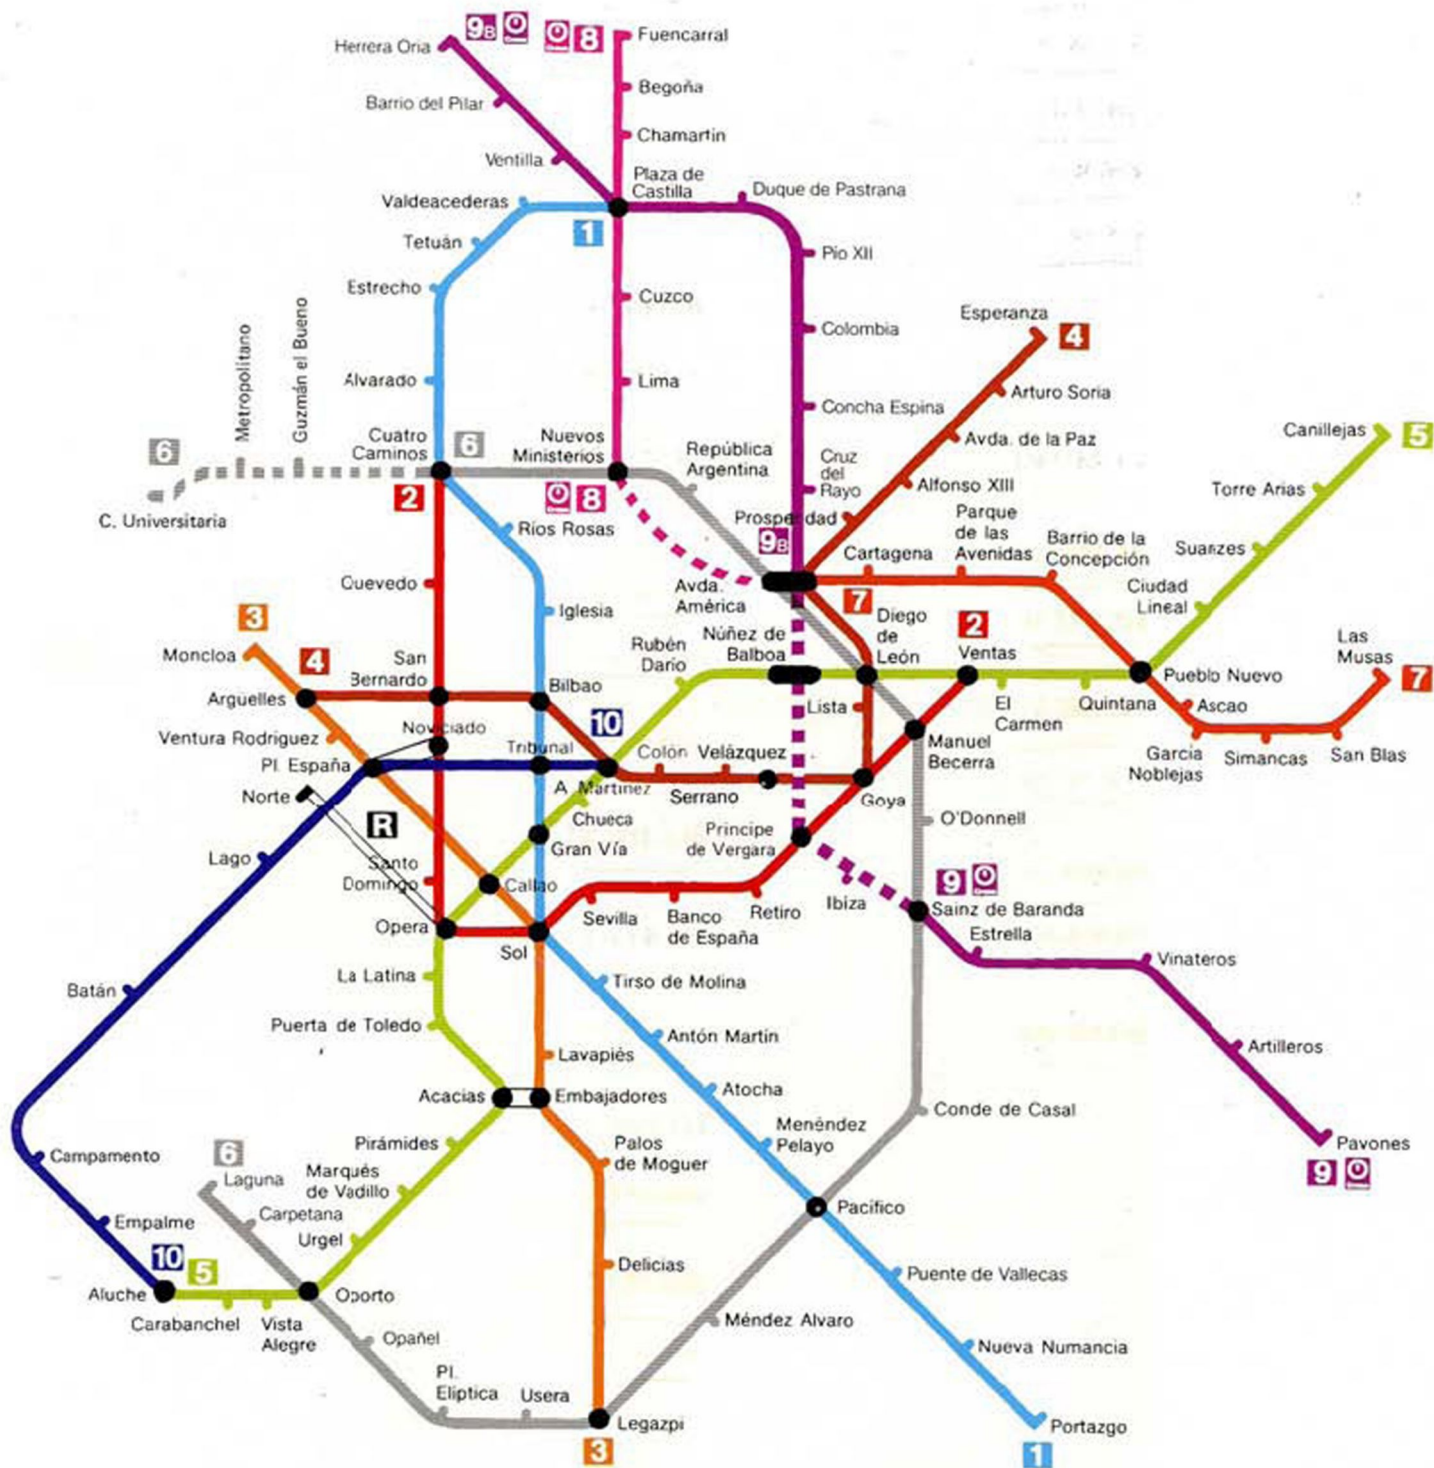 Herrera Oria
9B
8
Fuencarral
Begoña
Barrio del Pilar
Chamartín
Ventilla
Plaza de
Castilla
Duque de Pastrana
Valdeacederas
1
Tetuán
Pío XII
Estrecho
Cuzco
Colombia
Esperanza
4
Metropolitano
Guzmán el Bueno
Alvarado
Lima
Concha Espina
Arturo Soria
Canillejas
5
Cuatro
Caminos
6
6
Nuevos
Ministerios
República
Argentina
Cruz
del
Rayo
Avda. de la Paz
Alfonso XIII
Torre Arias
C. Universitaria
2
8
Ríos Rosas
Prosperidad
9B
Parque
de las
Avenidas
Cartagena
Barrio de la
Concepción
Suanzes
Quevedo
Avda.
América
7
Ciudad
Lineal
3
Iglesia
Diego
de
León
2
Ventas
Moncloa
4
San
Bernardo
Rubén
Darío
Núñez de
Balboa
Las
Musas
7
Argüelles
Bilbao
Pueblo Nuevo
Lista
El
Carmen
Quintana
Ascao
Ventura Rodríguez
Noviciado
10
Tribunal
Colón
Velázquez
Manuel
Becerra
García
Noblejas
Simancas
San Blas
Pl. España
A. Martínez
Serrano
Goya
Norte
R
Chueca
Gran Vía
Príncipe
de Vergara
O'Donnell
Lago
Santo
Domingo
Callao
Ibiza
9
Opera
Sol
Sevilla
Banco
de España
Retiro
Sainz de Baranda
Estrella
Vinateros
La Latina
Tirso de Molina
Batán
Puerta de Toledo
Antón Martín
Artilleros
Lavapiés
Atocha
Acacias
Embajadores
Conde de Casal
Menéndez
Pelayo
Pavones
9
Campamento
6
Laguna
Pirámides
Palos
de Moguer
Marqués
de Vadillo
Carpetana
Pacífico
Empalme
Urgel
10
5
Delicias
Puente de Vallecas
Aluche
Oporto
Carabanchel
Vista
Alegre
Opañel
Méndez Alvaro
Nueva Numancia
Pl.
Elíptica
Usera
Legazpi
3
Portazgo
1